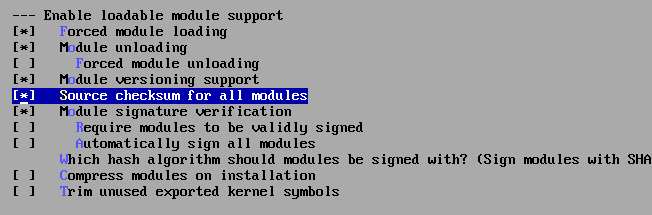 --- Enable loadable module support
[*]   Forced module loading
[*]   Module unloading
[ ]     Forced module unloading
[*]   Module versioning support
[*]   Source checksum for all modules
[*]   Module signature verification
[ ]     Require modules to be validly signed
[ ]     Automatically sign all modules
      Which hash algorithm should modules be signed with? (Sign modules with SHA
[ ]   Compress modules on installation
[ ]   Trim unused exported kernel symbols